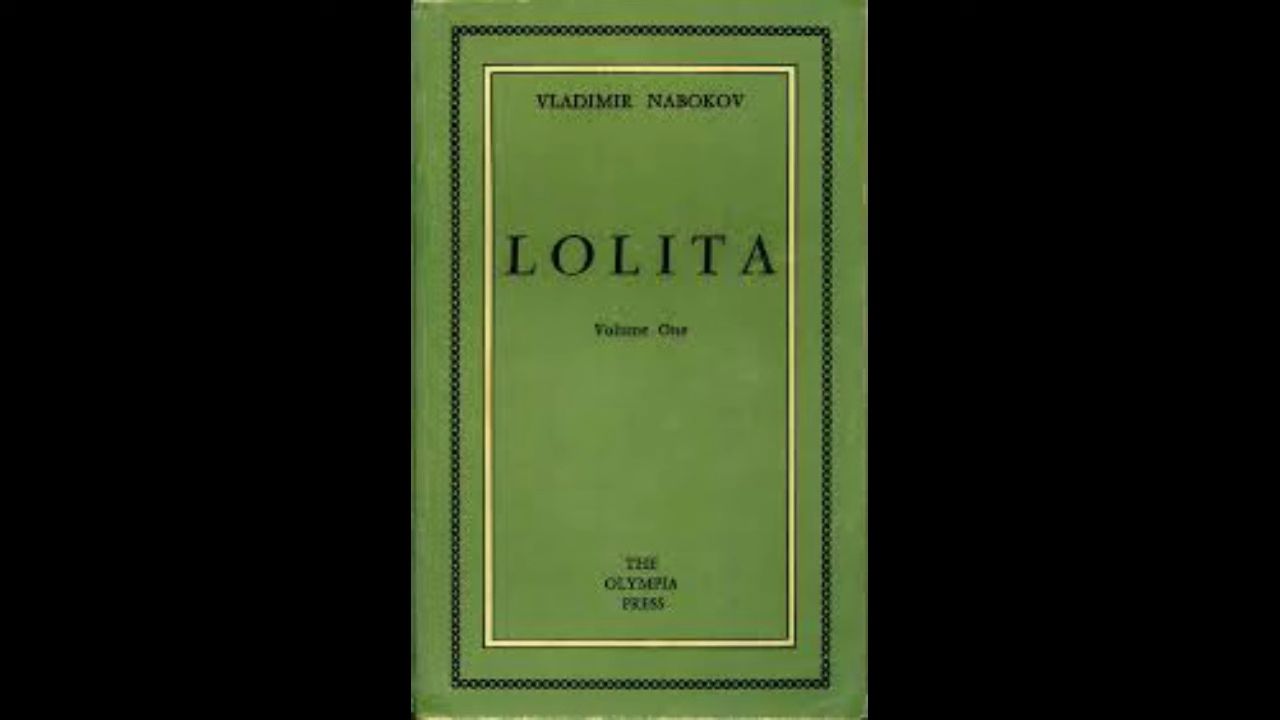 VLADIMIR NABOKOV
LOLITA
Volume One
THE
OLYMPIA
PRESS